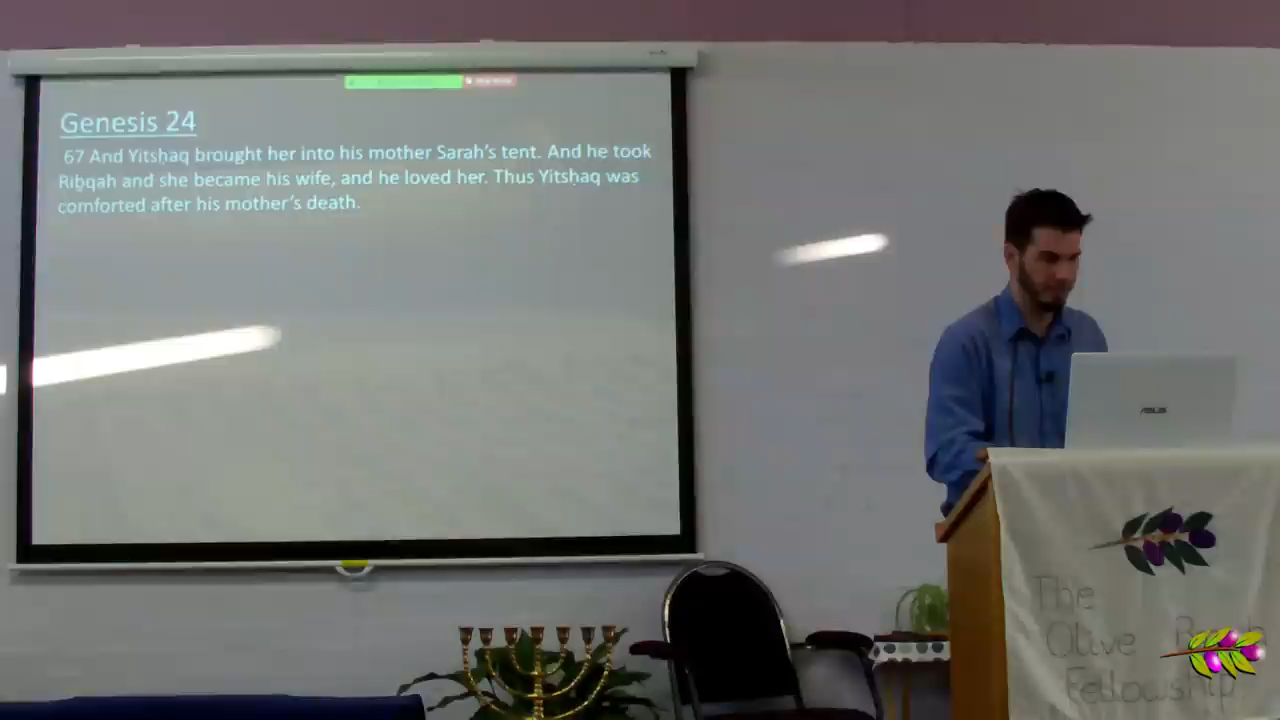 Genesis 24
67 And Yitsḥaq brought her into his mother Sarah's tent. And he took
Riḇqah and she became his wife, and he loved her. Thus Yitsḥaq was
comforted after his mother's death.
ASUS
The
Olive
Fellowship